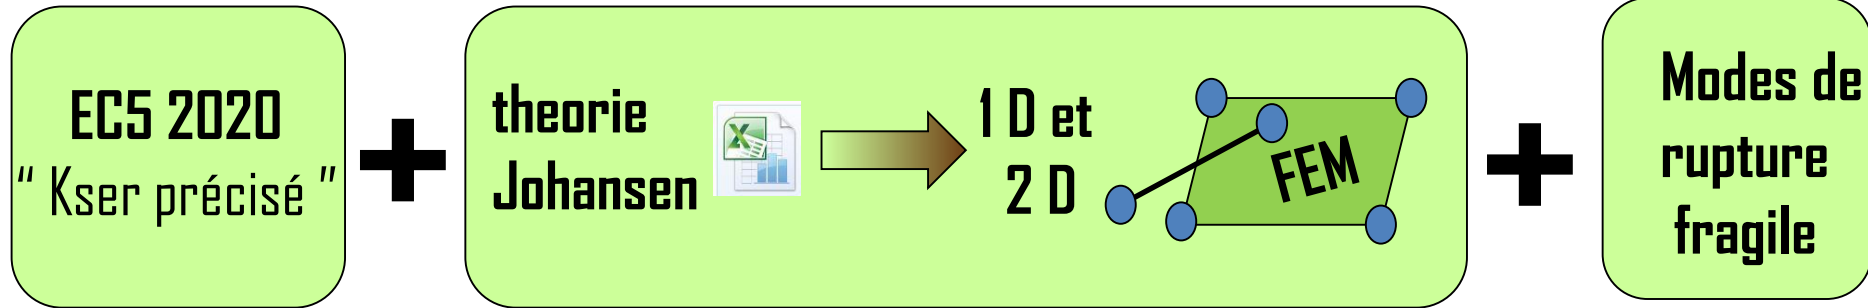 EC5 2020
“ Kser précisé ”
+
theorie
Johansen
1 D et
2 D
FEM
+
Modes de
rupture
fragile